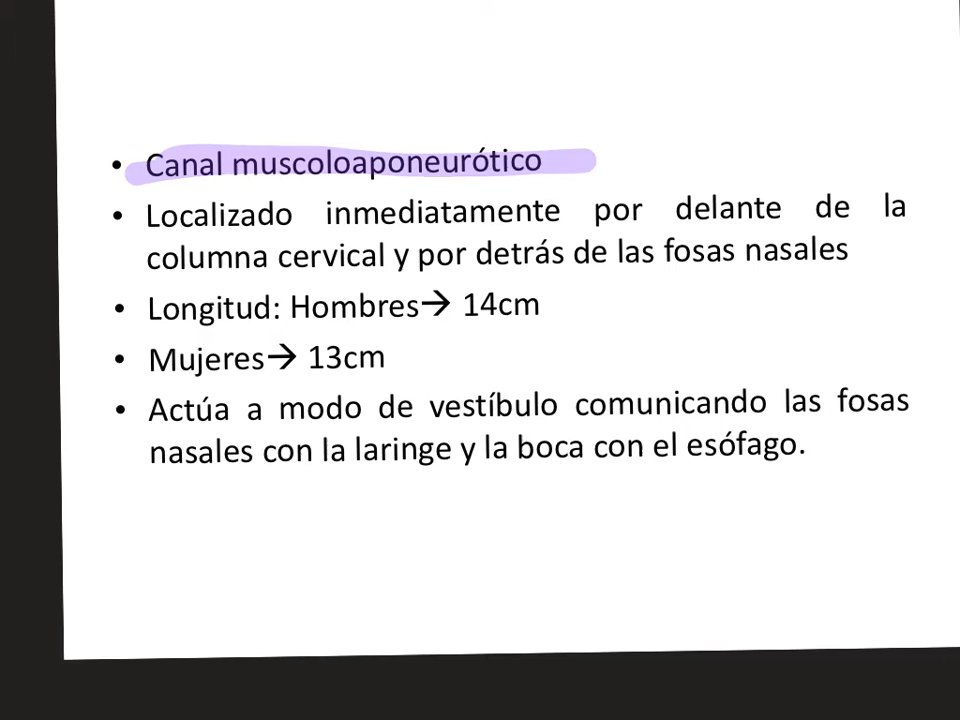 • Canal muscoloaponeurótico
• Localizado inmediatamente por delante de la
columna cervical y por detrás de las fosas nasales
• Longitud: Hombres→ 14cm
• Mujeres→ 13cm
• Actúa a modo de vestíbulo comunicando las fosas
nasales con la laringe y la boca con el esófago.